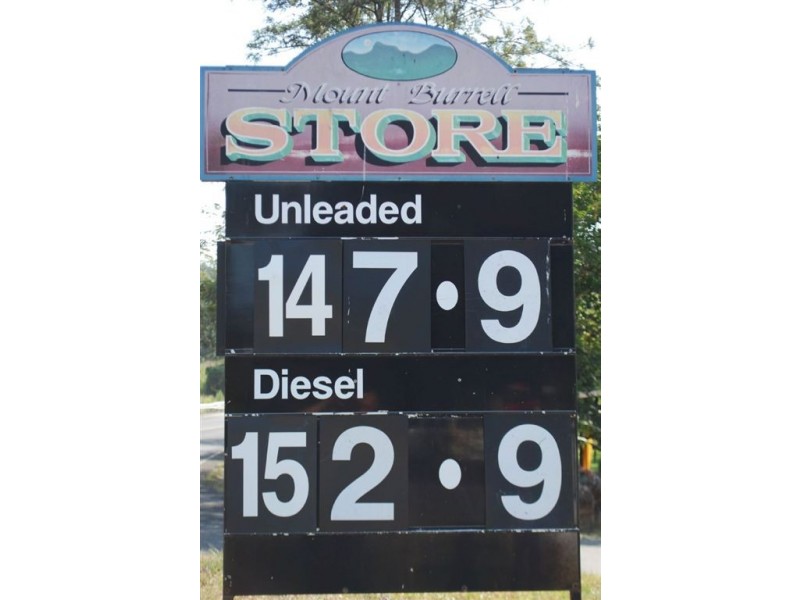 Mount Burrell
STORE
Unleaded
147.9
Diesel
152.9